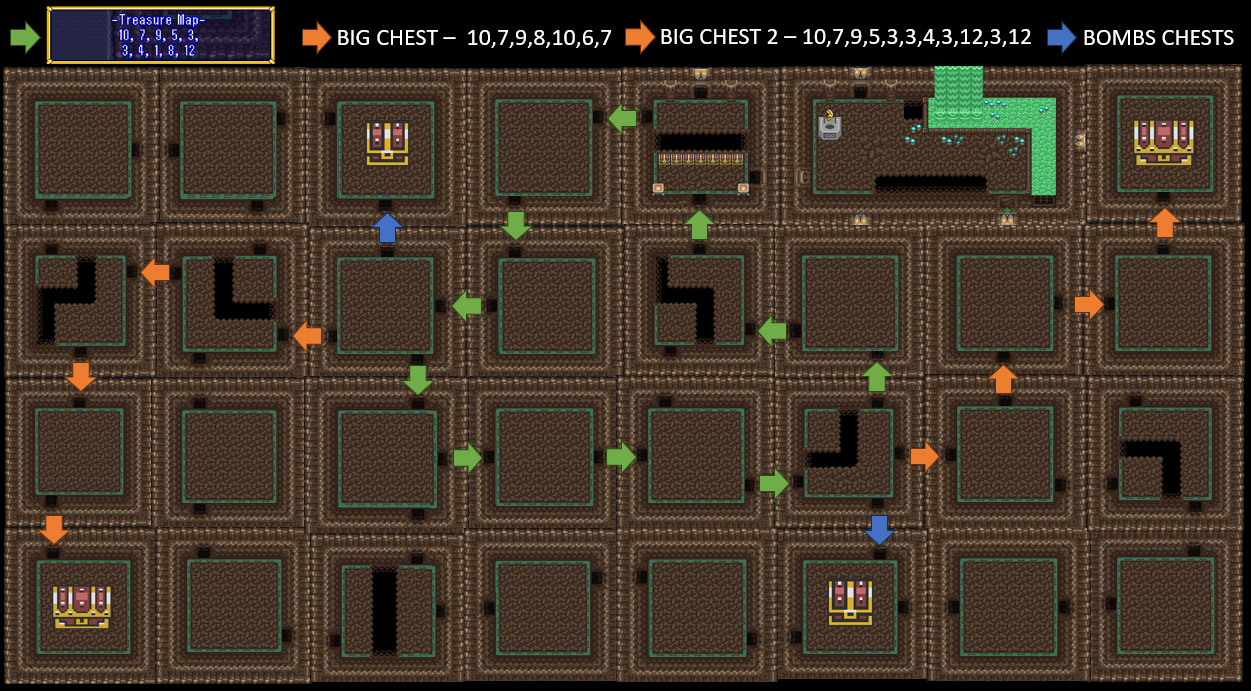 -Treasure Map-
10, 7, 9, 5, 3,
3, 4, 1, 8, 12
BIG CHEST – 10,7,9,8,10,6,7
BIG CHEST 2 – 10,7,9,5,3,3,4,3,12,3,12
BOMBS CHESTS